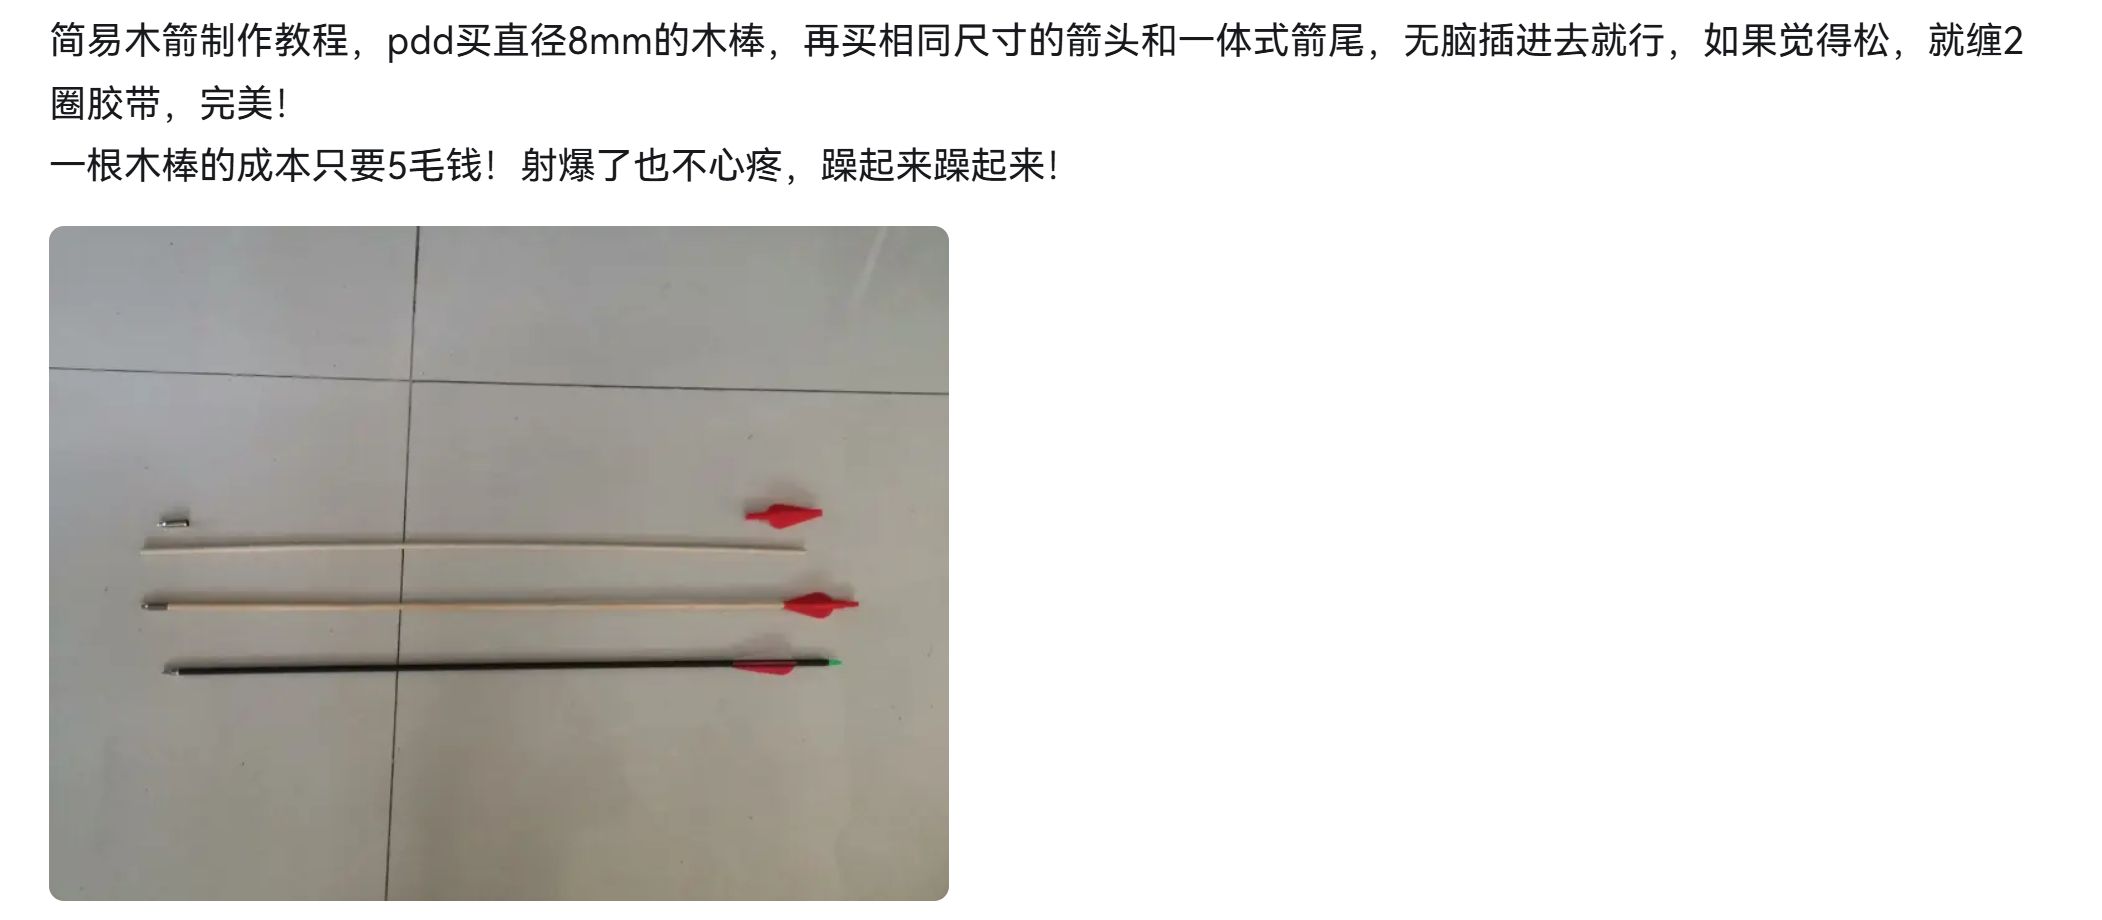 简易木箭制作教程，pdd买直径8mm的木棒，再买相同尺寸的箭头和一体式箭尾，无脑插进去就行，如果觉得松，就缠2
圈胶带，完美！
一根木棒的成本只要5毛钱！射爆了也不心疼，躁起来躁起来！